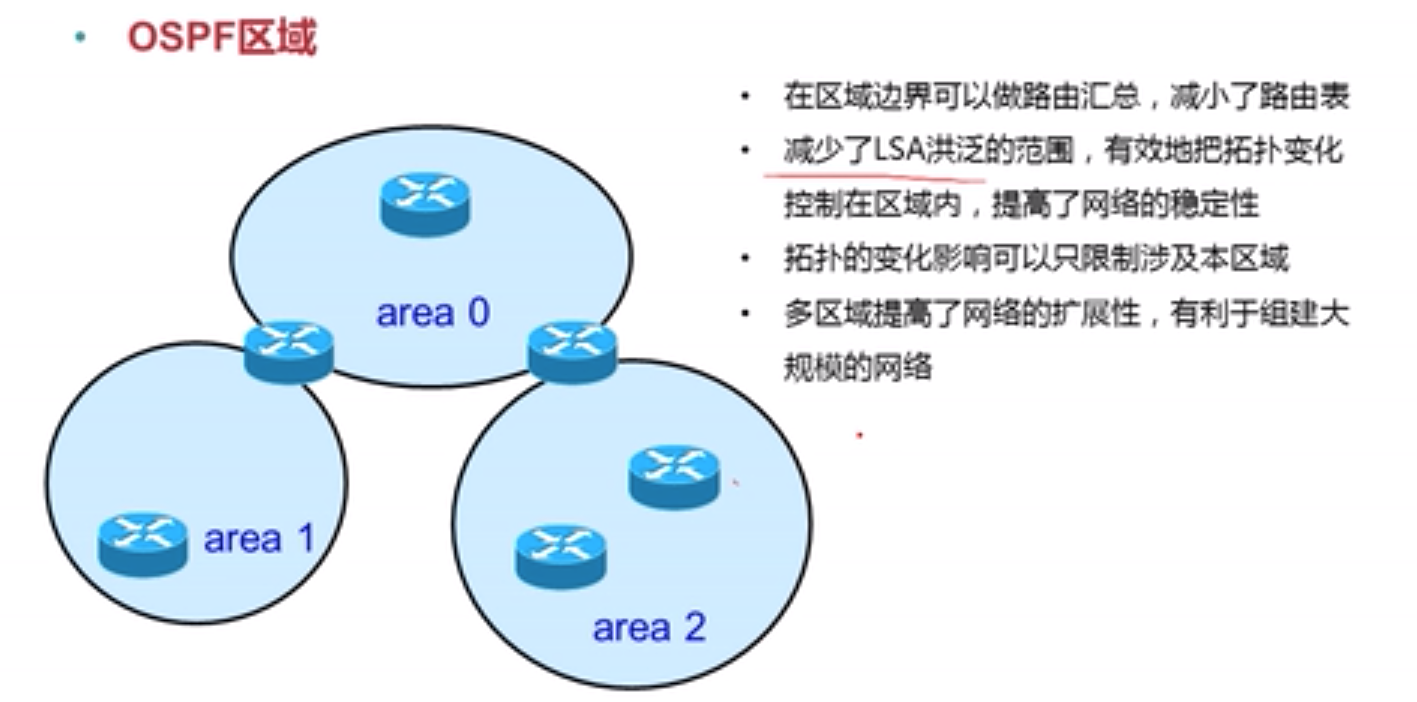 OSPF区域
在区域边界可以做路由汇总，减小了路由表
减少了LSA洪泛的范围，有效地把拓扑变化
控制在区域内，提高了网络的稳定性
拓扑的变化影响可以只限制涉及本区域
多区域提高了网络的扩展性，有利于组建大
规模的网络
area 0
area 1
area 2